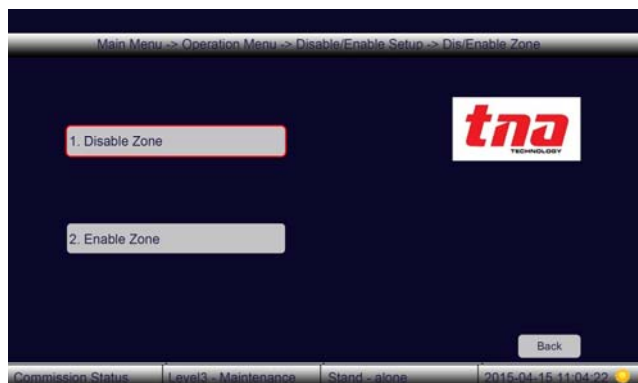 Main Menu -> Operation Menu -> Disable/Enable Setup -> Dis/Enable Zone
1. Disable Zone
tna
TECHNOLOGY
2. Enable Zone
Back
Commission Status Level3 - Maintenance Stand - alone 2015-04-15 11:04:22